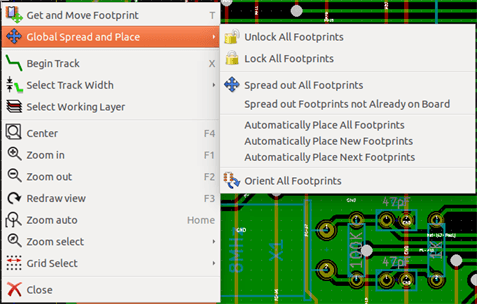 Get and Move Footprint T
Global Spread and Place
Begin Track X
Select Track Width
Select Working Layer
Center F4
Zoom in F1
Zoom out F2
Redraw view F3
Zoom auto Home
Zoom select
Grid Select
Close
Unlock All Footprints
Lock All Footprints
Spread out All Footprints
Spread out Footprints not Already on Board
Automatically Place All Footprints
Automatically Place New Footprints
Automatically Place Next Footprints
Orient All Footprints
47pF
GND
GND
8MH
X1
100K
1K
47pF
GND